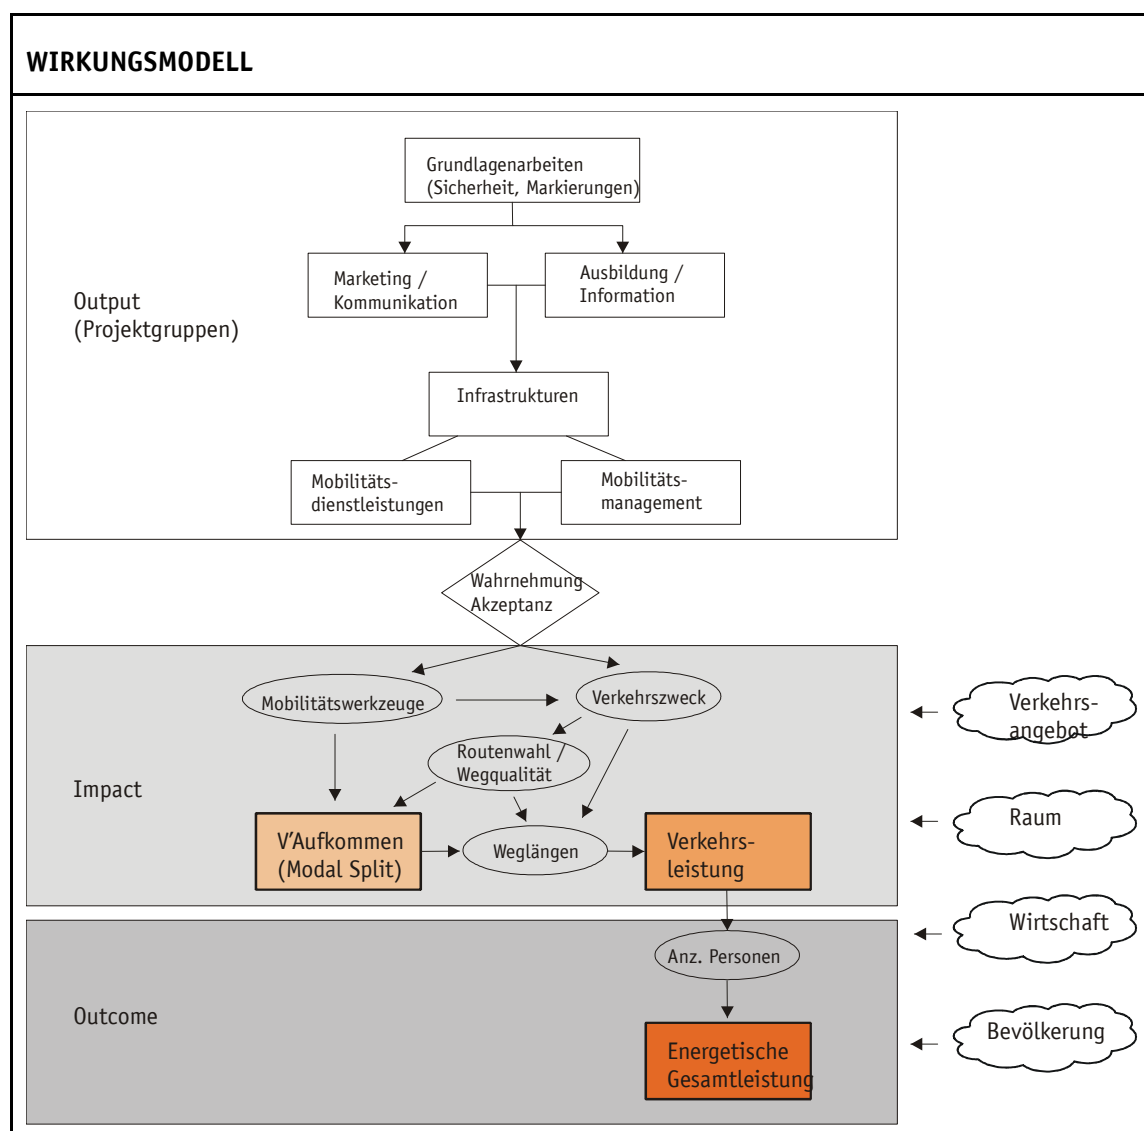 WIRKUNGSMODELL
Grundlagenarbeiten
(Sicherheit, Markierungen)
Marketing /
Kommunikation
Ausbildung /
Information
Output
(Projektgruppen)
Infrastrukturen
Mobilitäts-
dienstleistungen
Mobilitäts-
management
Wahrnehmung
Akzeptanz
Mobilitätswerkzeuge
Verkehrszweck
Verkehrs-
angebot
Routenwahl /
Wegqualität
Impact
V'Aufkommen
(Modal Split)
Weglängen
Verkehrs-
leistung
Raum
Wirtschaft
Anz. Personen
Outcome
Energetische
Gesamtleistung
Bevölkerung